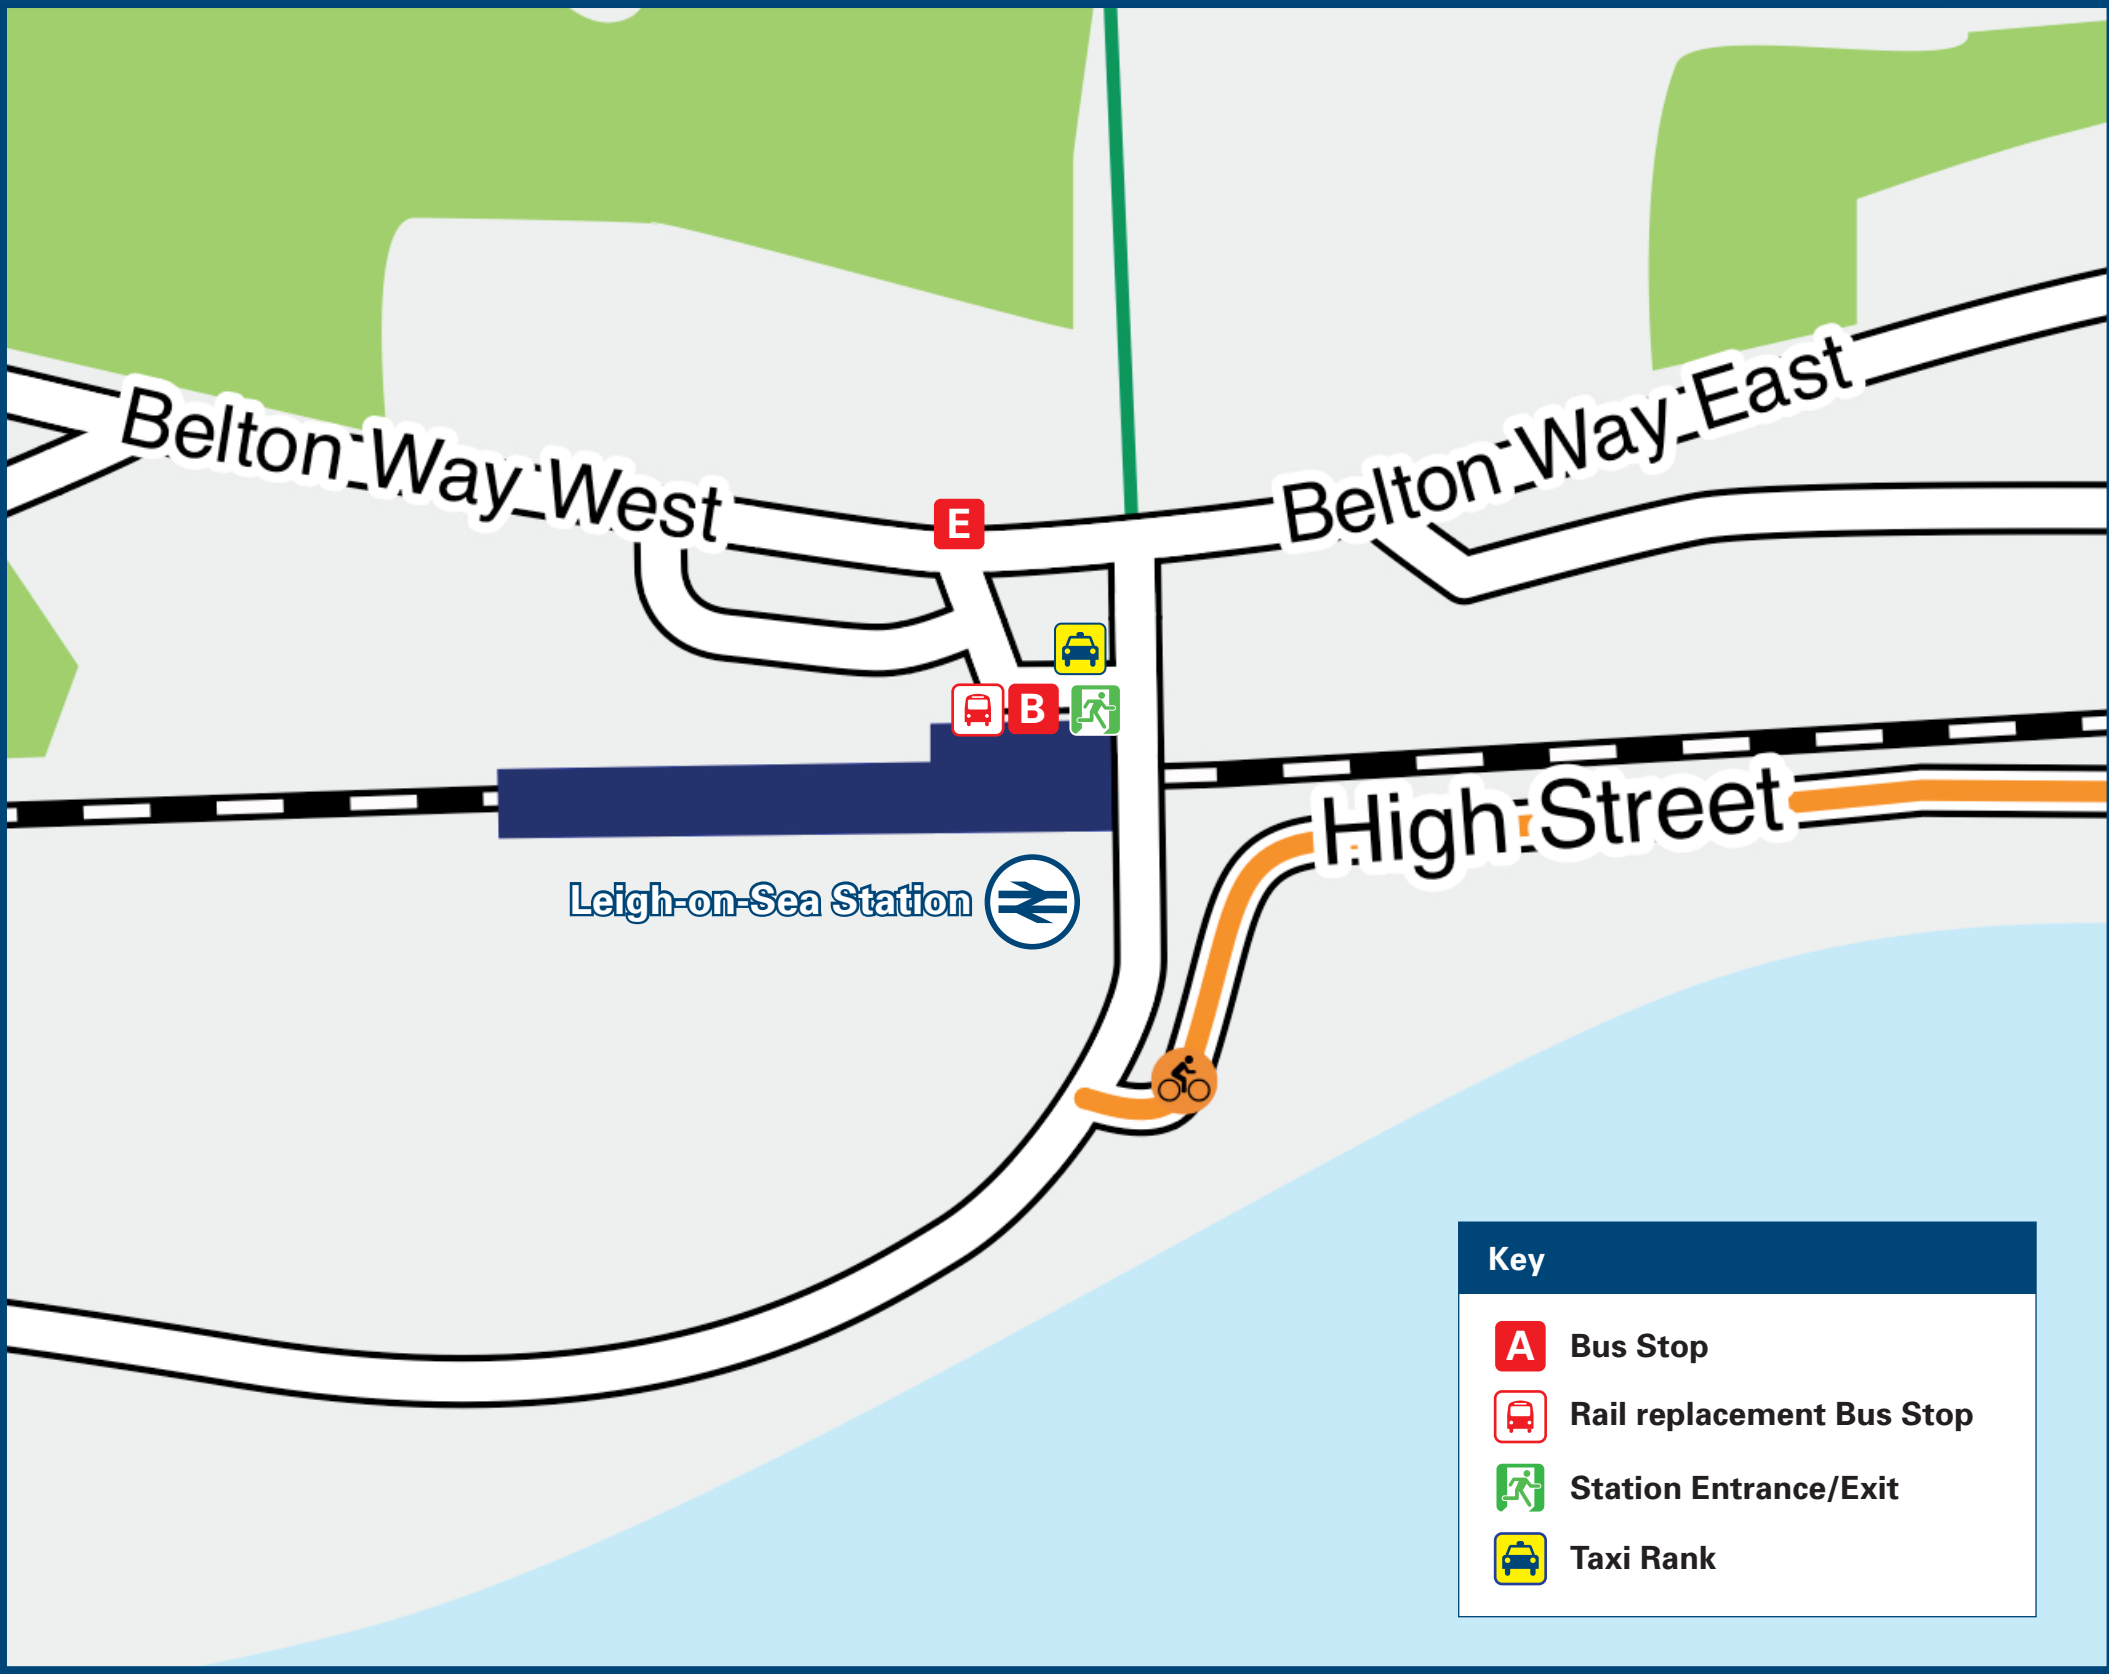 Belton Way West
Belton Way East
E
B
High Street
Leigh-on-Sea Station
Key
A Bus Stop
Rail replacement Bus Stop
Station Entrance/Exit
Taxi Rank